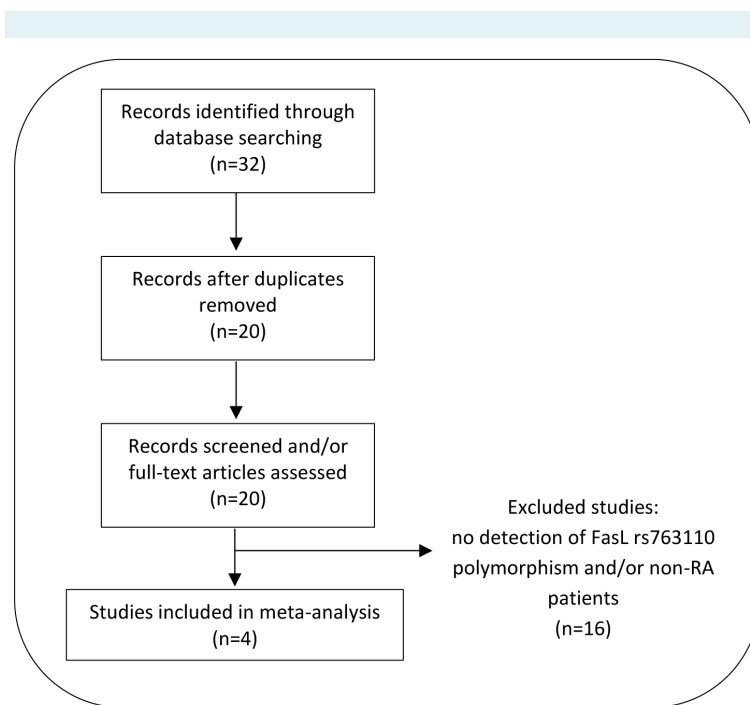 Records identified through
database searching
(n=32)
Records after duplicates
removed
(n=20)
Records screened and/or
full-text articles assessed
(n=20)
Excluded studies:
no detection of FasL rs763110
polymorphism and/or non-RA
patients
(n=16)
Studies included in meta-analysis
(n=4)